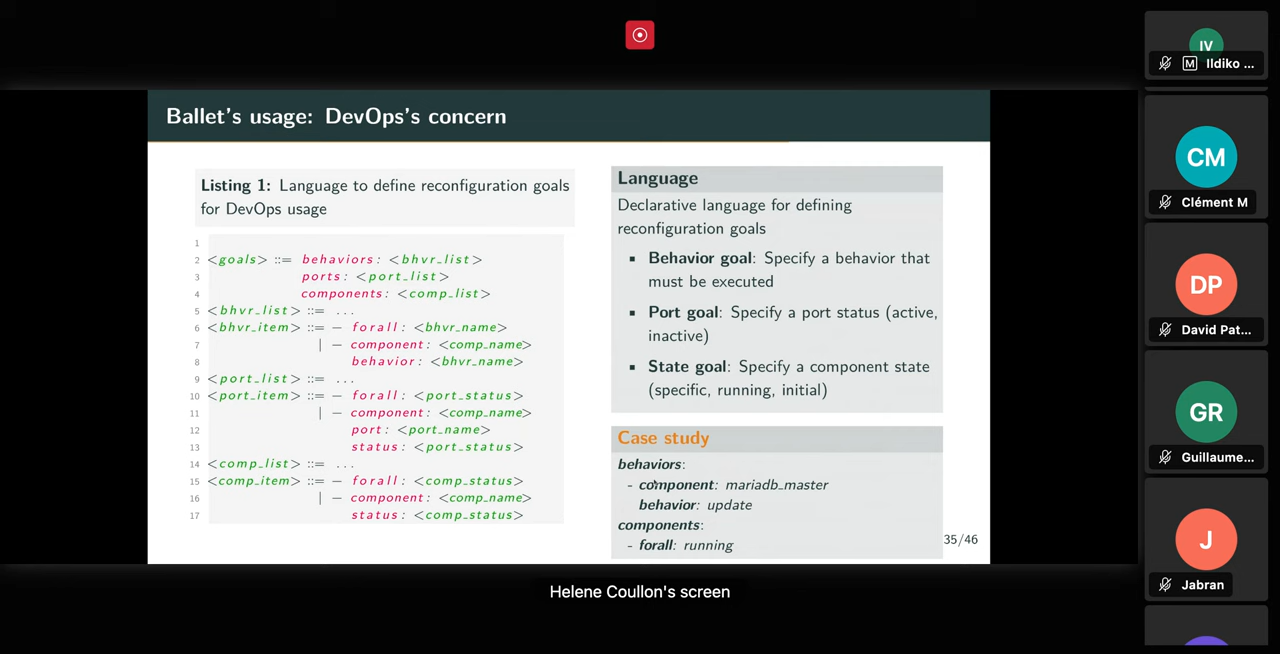 Ballet's usage: DevOps's concern
Listing 1: Language to define reconfiguration goals
for DevOps usage
1
2 <goals> ::= behaviors: <bhvr_list>
3 ports: <port_list>
4 components: <comp_list>
5 <bhvr_list> ::= ...
6 <bhvr_item> ::= - forall: <bhvr_name>
7 | - component: <comp_name>
8 behavior: <bhvr_name>
9 <port_list> ::= ...
10 <port_item> ::= - forall: <port_status>
11 | - component: <comp_name>
12 port: <port_name>
13 status: <port_status>
14 <comp_list> ::= ...
15 <comp_item> ::= - forall: <comp_status>
16 | - component: <comp_name>
17 status: <comp_status>
Language
Declarative language for defining
reconfiguration goals
▪ Behavior goal: Specify a behavior that
must be executed
▪ Port goal: Specify a port status (active,
inactive)
▪ State goal: Specify a component state
(specific, running, initial)
Case study
behaviors:
- component: mariadb_master
behavior: update
components:
- forall: running
35/46
Helene Coullon's screen
IV
M Ildiko ...
CM
Clément M
DP
David Pat...
GR
Guillaume...
J
Jabran